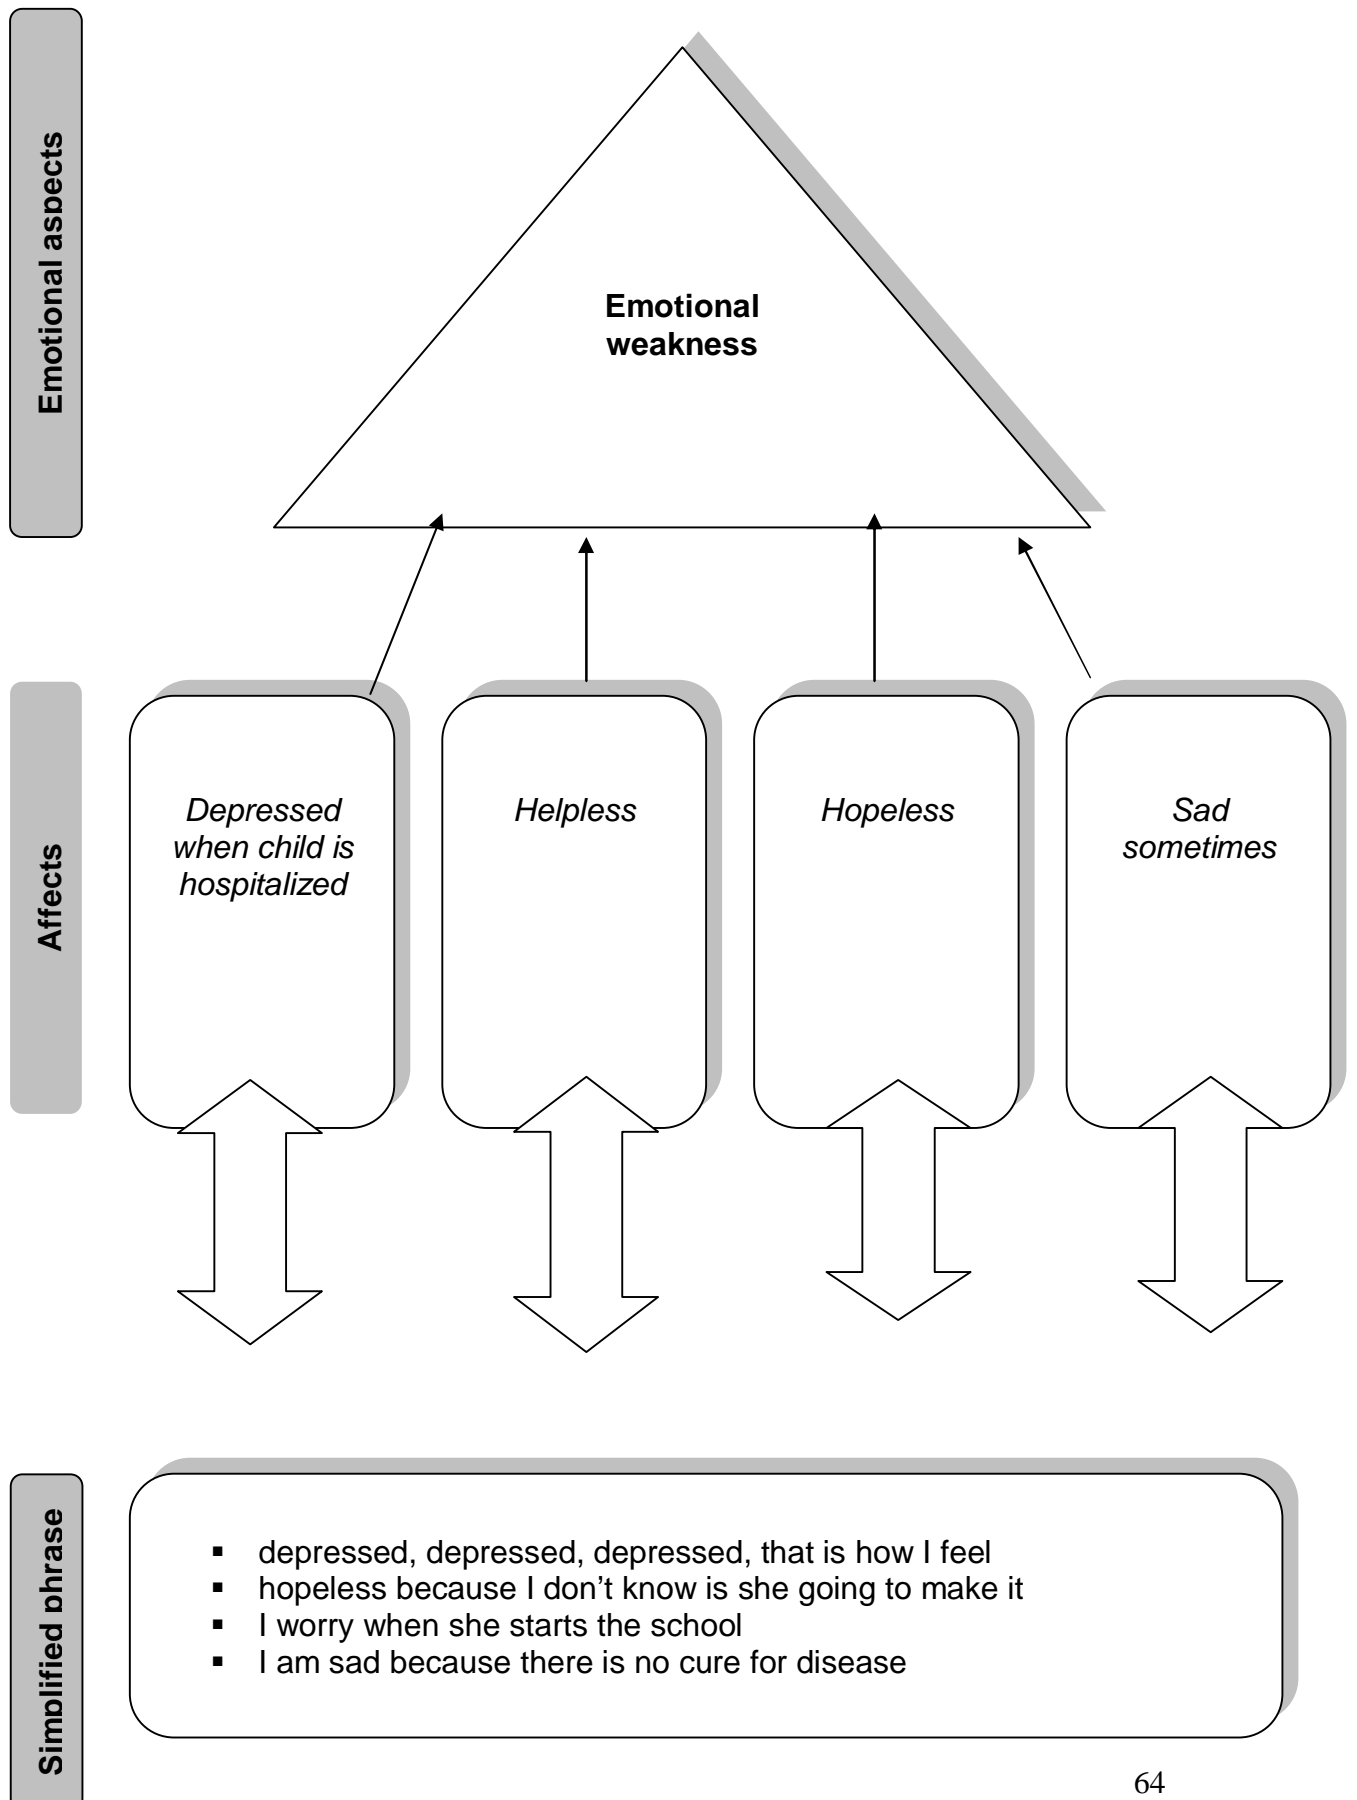 Emotional aspects
Emotional
weakness
Affects
Depressed
when child is
hospitalized
Helpless
Hopeless
Sad
sometimes
Simplified phrase
▪ depressed, depressed, depressed, that is how I feel
▪ hopeless because I don’t know is she going to make it
▪ I worry when she starts the school
▪ I am sad because there is no cure for disease
64